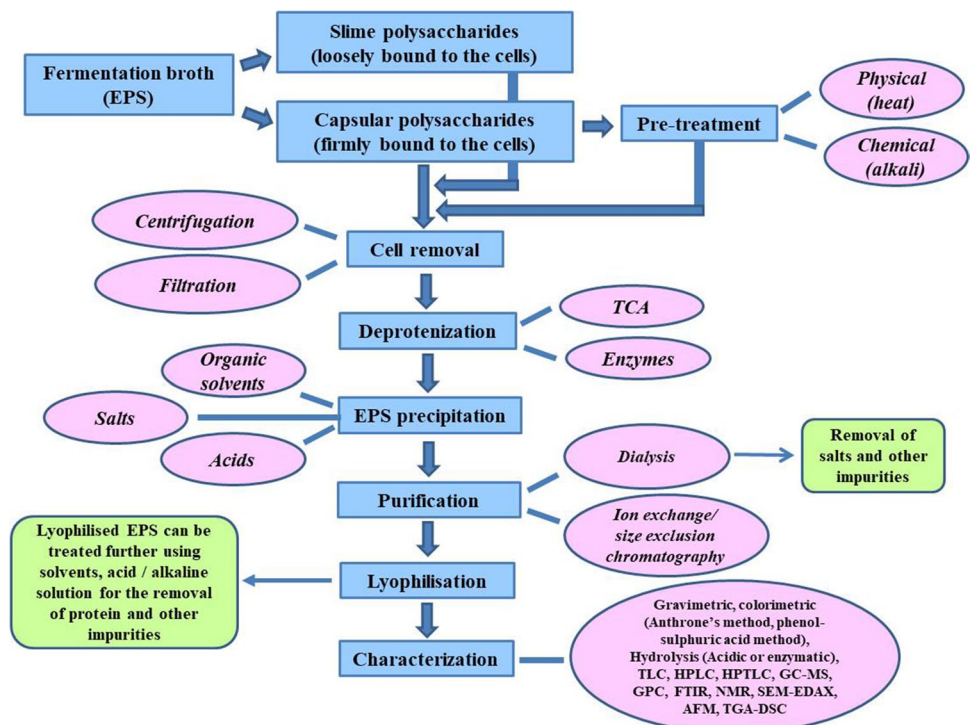 Slime polysaccharides
(loosely bound to the cells)
Fermentation broth
(EPS)
Capsular polysaccharides
(firmly bound to the cells)
Pre-treatment
Physical
(heat)
Chemical
(alkali)
Centrifugation
Filtration
Cell removal
Deprotenization
TCA
Enzymes
Organic
solvents
Salts
Acids
EPS precipitation
Purification
Dialysis
Removal of
salts and other
impurities
Ion exchange/
size exclusion
chromatography
Lyophilised EPS can be
treated further using
solvents, acid / alkaline
solution for the removal
of protein and other
impurities
Lyophilisation
Characterization
Gravimetric, colorimetric
(Anthrone's method, phenol-
sulphuric acid method),
Hydrolysis (Acidic or enzymatic),
TLC, HPLC, HPTLC, GC-MS,
GPC, FTIR, NMR, SEM-EDAX,
AFM, TGA-DSC